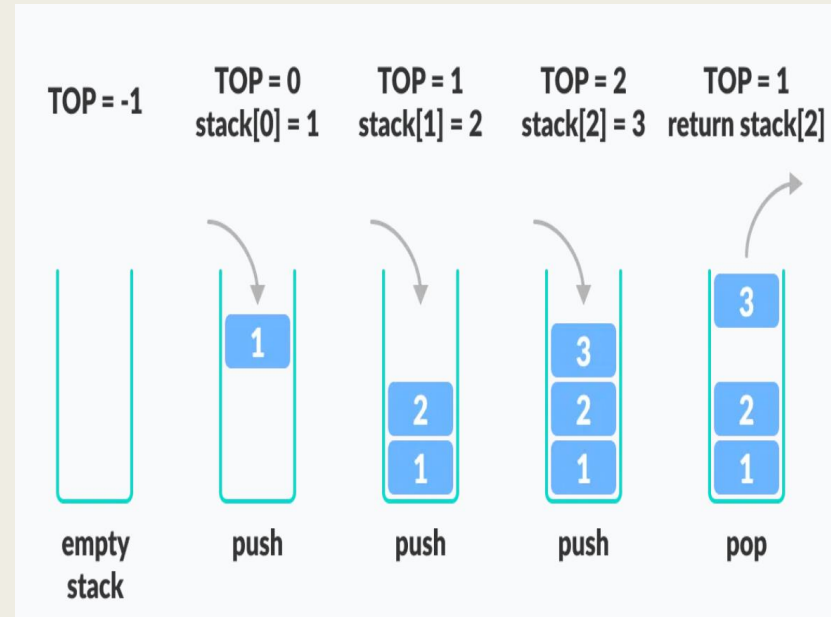 TOP = -1
TOP = 0
stack[0] = 1
TOP = 1
stack[1] = 2
TOP = 2
stack[2] = 3
TOP = 1
return stack[2]
1
2
1
3
2
1
3
2
1
empty
stack
push
push
push
pop